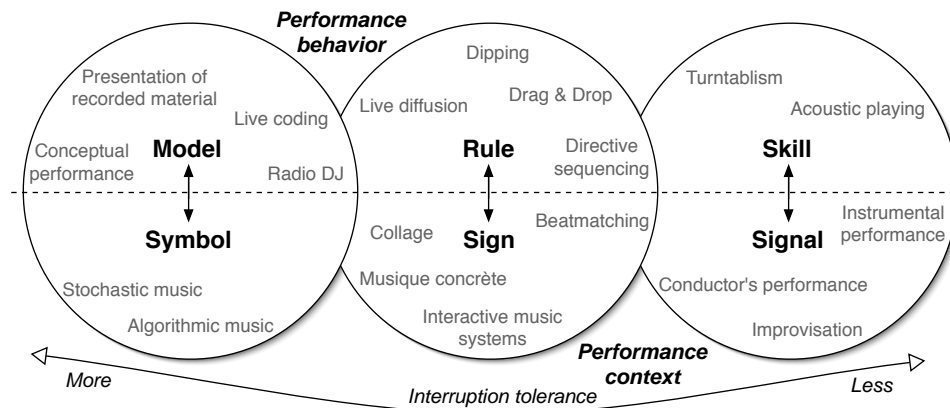 Performance
behavior
Dipping
Presentation of
recorded material
Turntablism
Live diffusion
Drag & Drop
Live coding
Acoustic playing
Conceptual
performance
Model
Radio DJ
Rule
Directive
sequencing
Skill
Symbol
Collage
Sign
Beatmatching
Signal
Instrumental
performance
Stochastic music
Musique concrète
Conductor's performance
Algorithmic music
Interactive music
systems
Improvisation
Performance
context
More
Interruption tolerance
Less